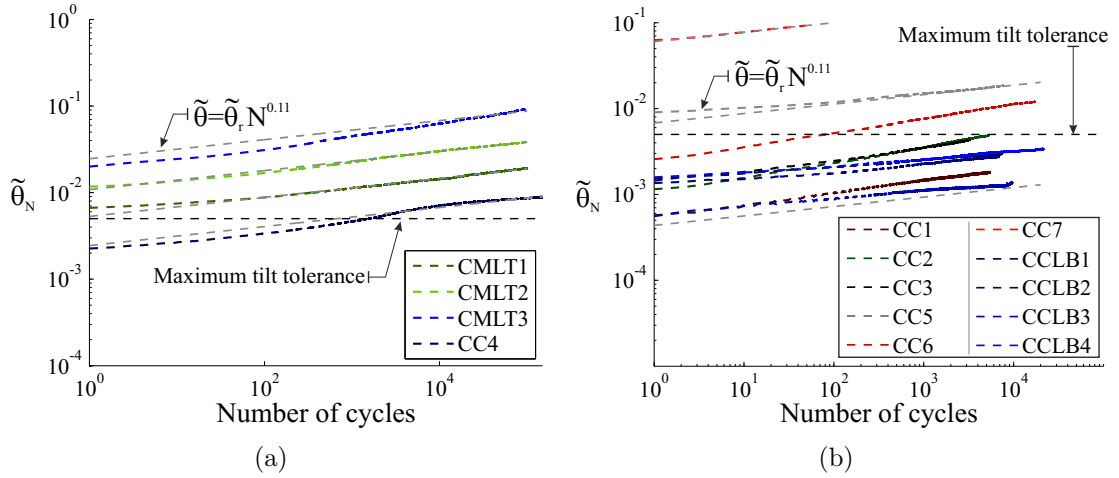 10^0
10^-1
10^-2
10^-3
10^-4
θ̃_N
θ̃=θ̃_r N^0.11
Maximum tilt tolerance
CMLT1
CMLT2
CMLT3
CC4
10^0
10^2
10^4
Number of cycles
(a)
10^-1
10^-2
10^-3
10^-4
θ̃_N
Maximum tilt tolerance
θ̃=θ̃_r N^0.11
CC1
CC2
CC3
CC5
CC6
CC7
CCLB1
CCLB2
CCLB3
CCLB4
10^0
10^1
10^2
10^3
10^4
Number of cycles
(b)